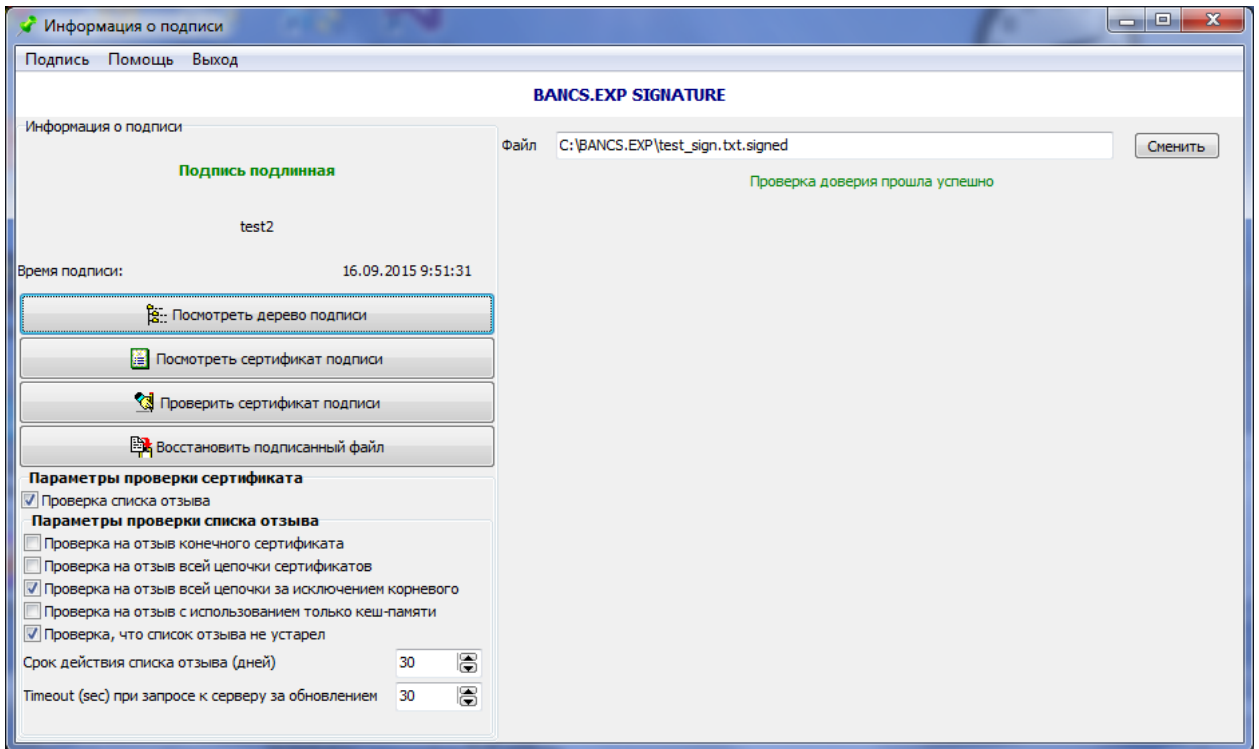 Информация о подписи
Подпись Помощь Выход
BANCS.EXP SIGNATURE
Информация о подписи
Подпись подлинная
test2
Время подписи: 16.09.2015 9:51:31
Посмотреть дерево подписи
Посмотреть сертификат подписи
Проверить сертификат подписи
Восстановить подписанный файл
Параметры проверки сертификата
Проверка списка отзыва
Параметры проверки списка отзыва
Проверка на отзыв конечного сертификата
Проверка на отзыв всей цепочки сертификатов
Проверка на отзыв всей цепочки за исключением корневого
Проверка на отзыв с использованием только кеш-памяти
Проверка, что список отзыва не устарел
Срок действия списка отзыва (дней) 30
Timeout (sec) при запросе к серверу за обновлением 30
Файл C:\BANCS.EXP\test_sign.txt.signed Сменить
Проверка доверия прошла успешно